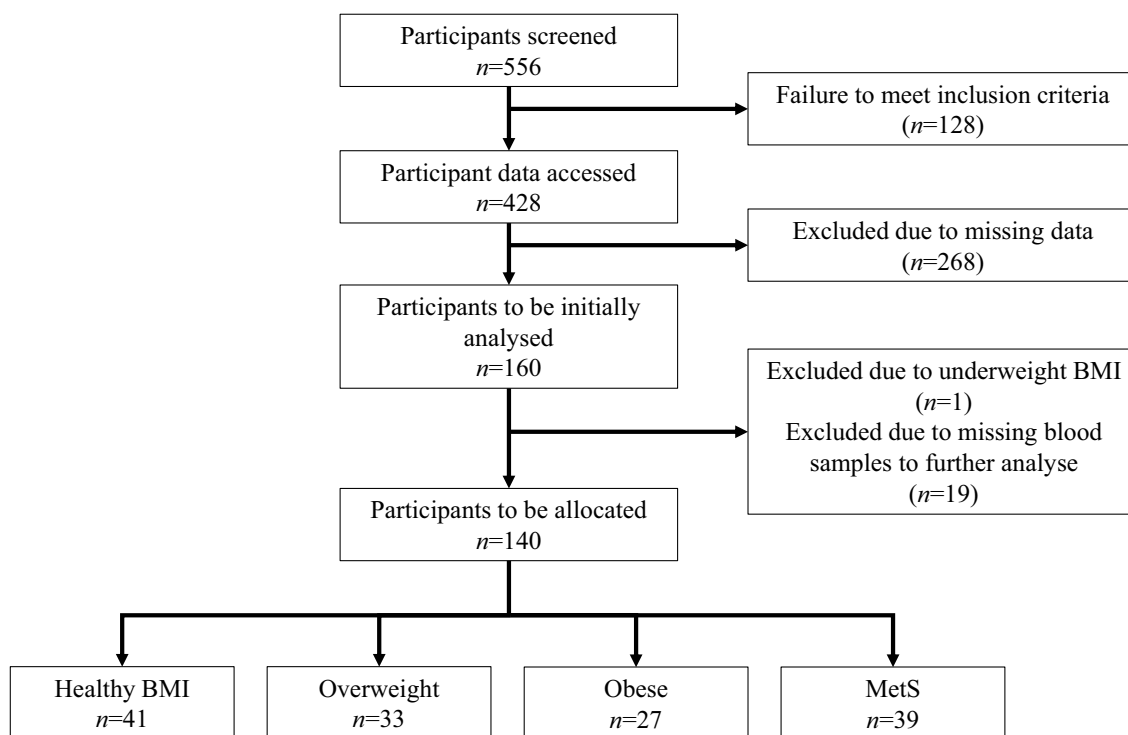 Participants screened
n=556
Failure to meet inclusion criteria
(n=128)
Participant data accessed
n=428
Excluded due to missing data
(n=268)
Participants to be initially
analysed
n=160
Excluded due to underweight BMI
(n=1)
Excluded due to missing blood
samples to further analyse
(n=19)
Participants to be allocated
n=140
Healthy BMI
n=41
Overweight
n=33
Obese
n=27
MetS
n=39